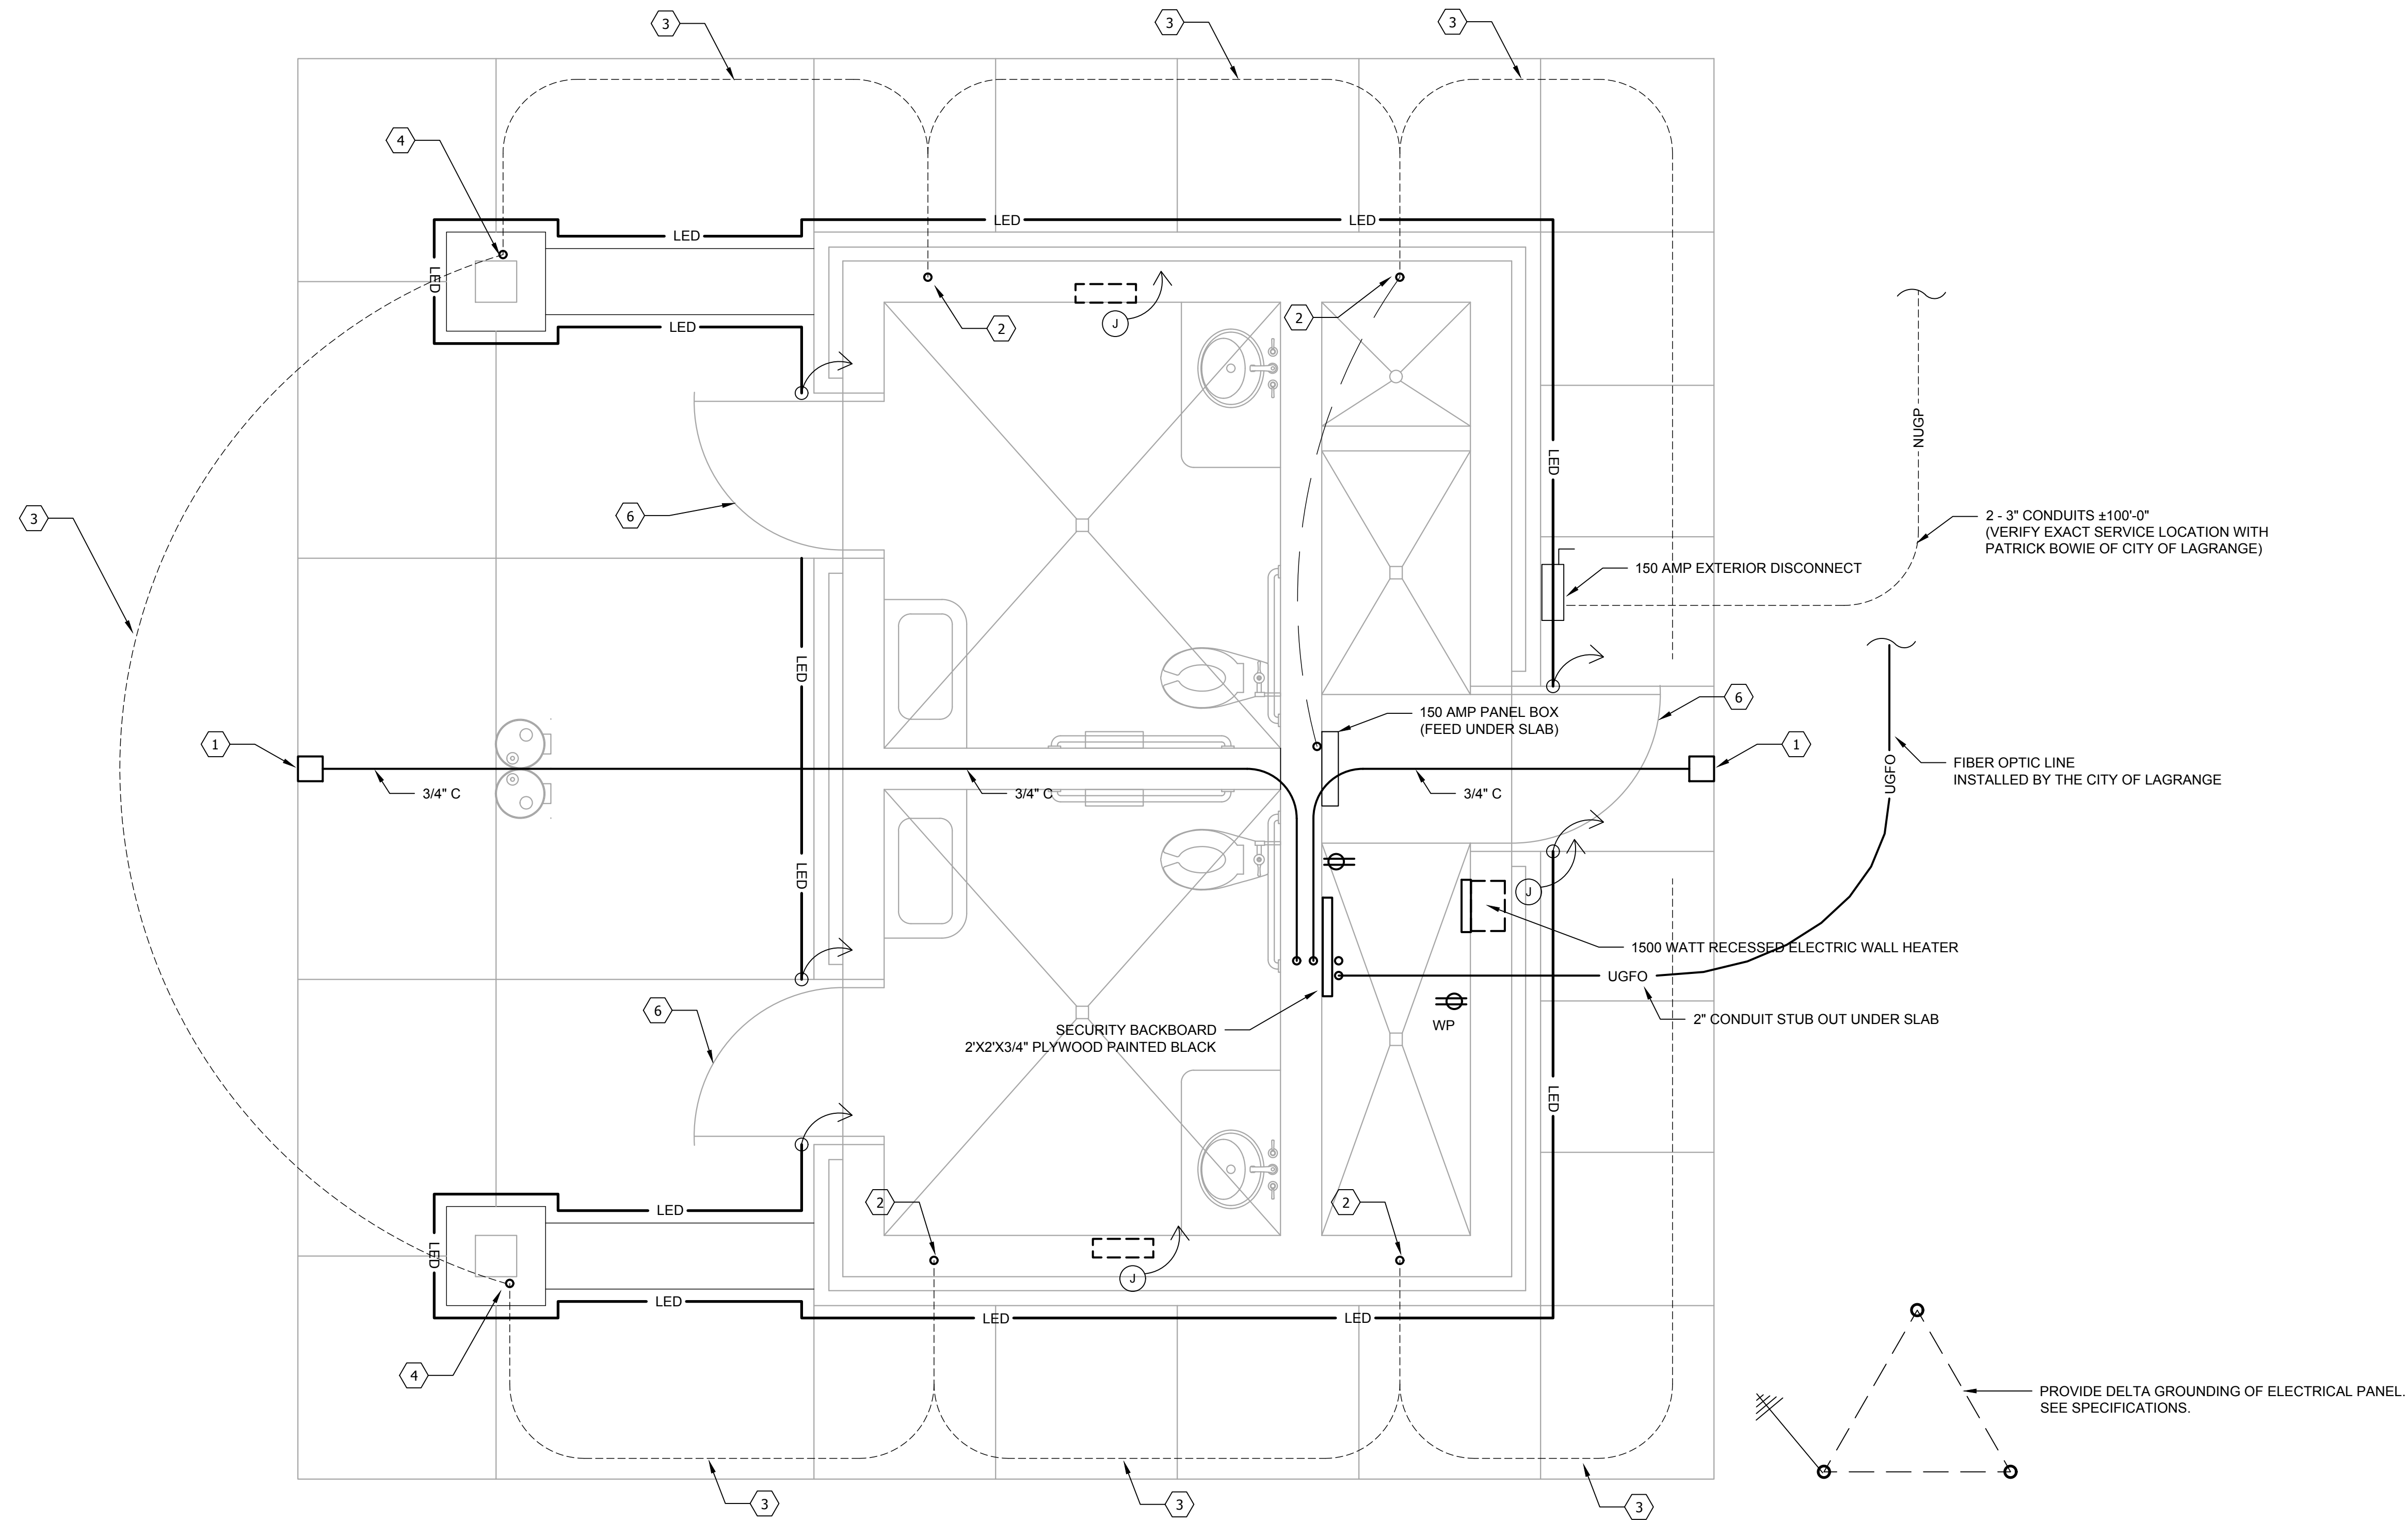 3
3
3
4
LED
LED
LED
LED
LED
2
2
J
LED
NUGP
LED
3
6
2 - 3" CONDUITS ±100'-0"
(VERIFY EXACT SERVICE LOCATION WITH
PATRICK BOWIE OF CITY OF LAGRANGE)
150 AMP EXTERIOR DISCONNECT
LED
6
150 AMP PANEL BOX
(FEED UNDER SLAB)
1
1
UGFO
FIBER OPTIC LINE
INSTALLED BY THE CITY OF LAGRANGE
3/4" C
3/4" C
3/4" C
LED
J
1500 WATT RECESSED ELECTRIC WALL HEATER
UGFO
6
2" CONDUIT STUB OUT UNDER SLAB
SECURITY BACKBOARD
2'X2'X3/4" PLYWOOD PAINTED BLACK
WP
LED
2
2
LED
LED
J
LED
LED
LED
4
PROVIDE DELTA GROUNDING OF ELECTRICAL PANEL.
SEE SPECIFICATIONS.
3
3
3